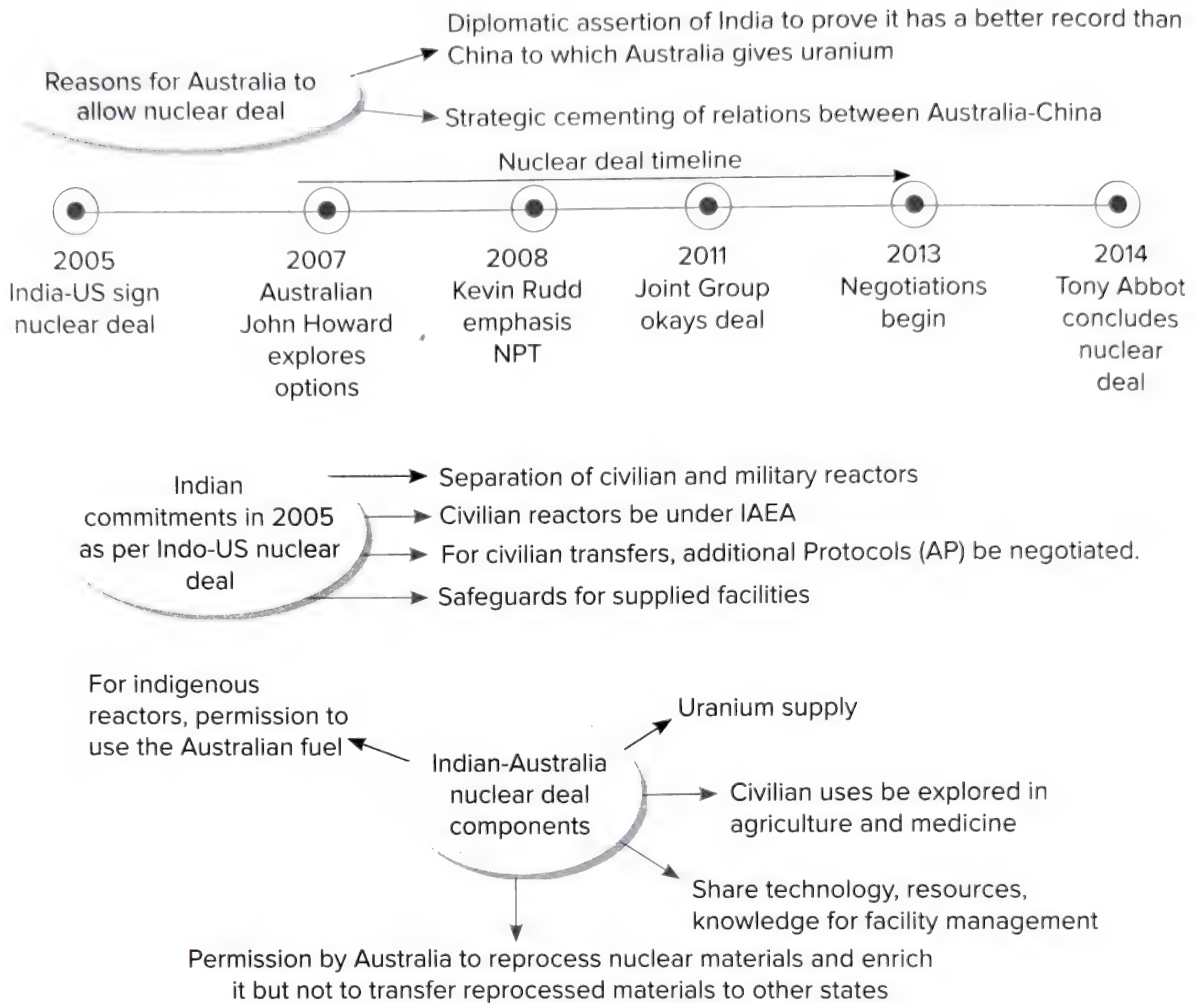 Diplomatic assertion of India to prove it has a better record than
China to which Australia gives uranium
Reasons for Australia to
allow nuclear deal
Strategic cementing of relations between Australia-China
Nuclear deal timeline
2005
India-US sign
nuclear deal
2007
Australian
John Howard
explores
options
2008
Kevin Rudd
emphasis
NPT
2011
Joint Group
okays deal
2013
Negotiations
begin
2014
Tony Abbot
concludes
nuclear
deal
Indian
commitments in 2005
as per Indo-US nuclear
deal
Separation of civilian and military reactors
Civilian reactors be under IAEA
For civilian transfers, additional Protocols (AP) be negotiated.
Safeguards for supplied facilities
For indigenous
reactors, permission to
use the Australian fuel
Indian-Australia
nuclear deal
components
Uranium supply
Civilian uses be explored in
agriculture and medicine
Share technology, resources,
knowledge for facility management
Permission by Australia to reprocess nuclear materials and enrich
it but not to transfer reprocessed materials to other states